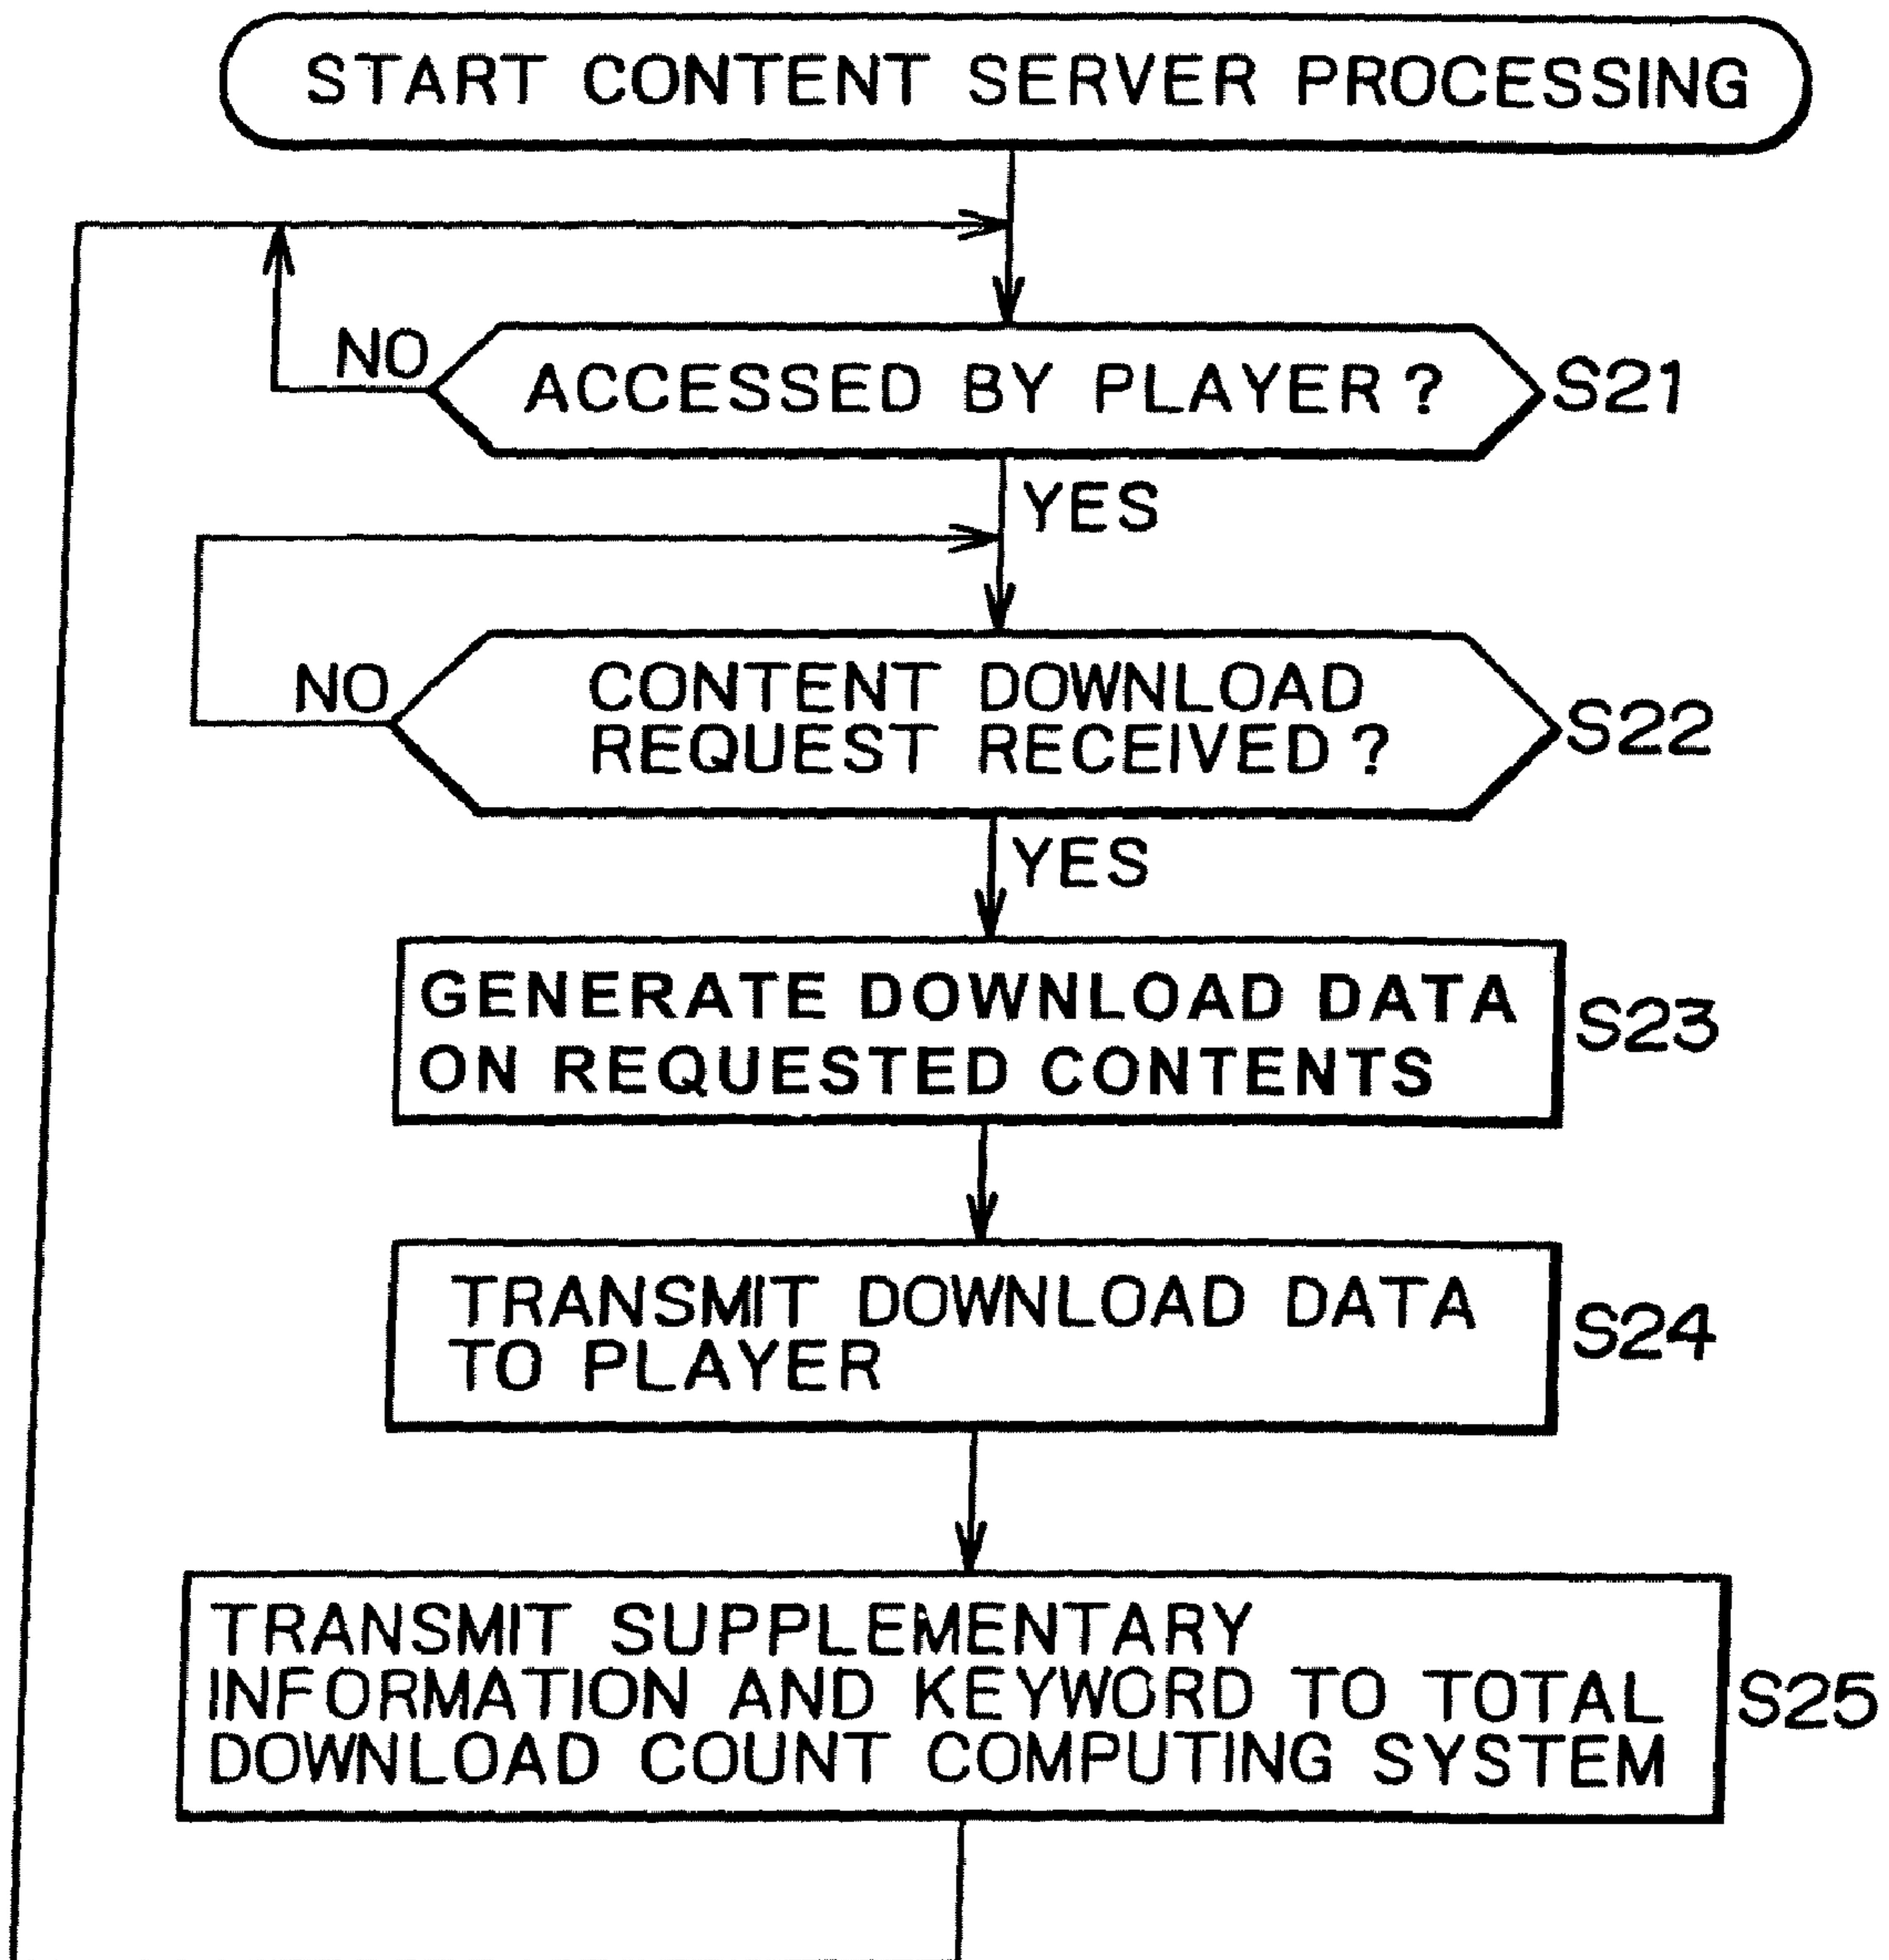 START CONTENT SERVER PROCESSING
NO
ACCESSED BY PLAYER?
S21
YES
NO
CONTENT DOWNLOAD
REQUEST RECEIVED?
S22
YES
GENERATE DOWNLOAD DATA
ON REQUESTED CONTENTS
S23
TRANSMIT DOWNLOAD DATA
TO PLAYER
S24
TRANSMIT SUPPLEMENTARY
INFORMATION AND KEYWORD TO TOTAL
DOWNLOAD COUNT COMPUTING SYSTEM
S25